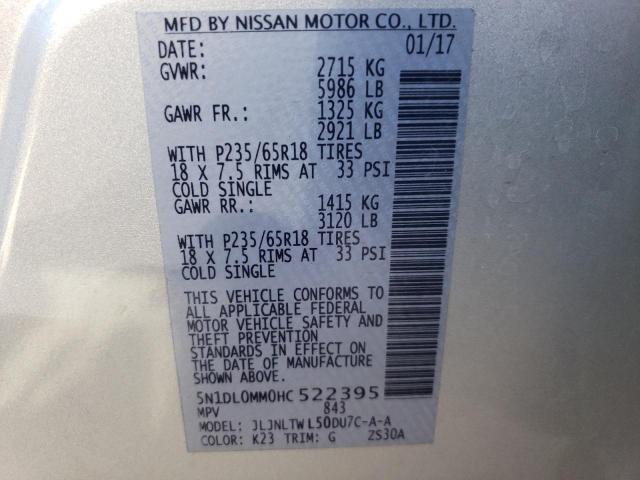 MFD BY NISSAN MOTOR CO., LTD.
DATE: 01/17
GVWR: 2715 KG
5986 LB
GAWR FR.: 1325 KG
2921 LB
WITH P235/65R18 TIRES
18 X 7.5 RIMS AT 33 PSI
COLD SINGLE
GAWR RR.: 1415 KG
3120 LB
WITH P235/65R18 TIRES
18 X 7.5 RIMS AT 33 PSI
COLD SINGLE
THIS VEHICLE CONFORMS TO
ALL APPLICABLE FEDERAL
MOTOR VEHICLE SAFETY AND
THEFT PREVENTION
STANDARDS IN EFFECT ON
THE DATE OF MANUFACTURE
SHOWN ABOVE.
5N1DL0MM0HC 522395
MPV 843
MODEL: JLJNLTWL50DU7C-A-A
COLOR: K23 TRIM: G ZS30A